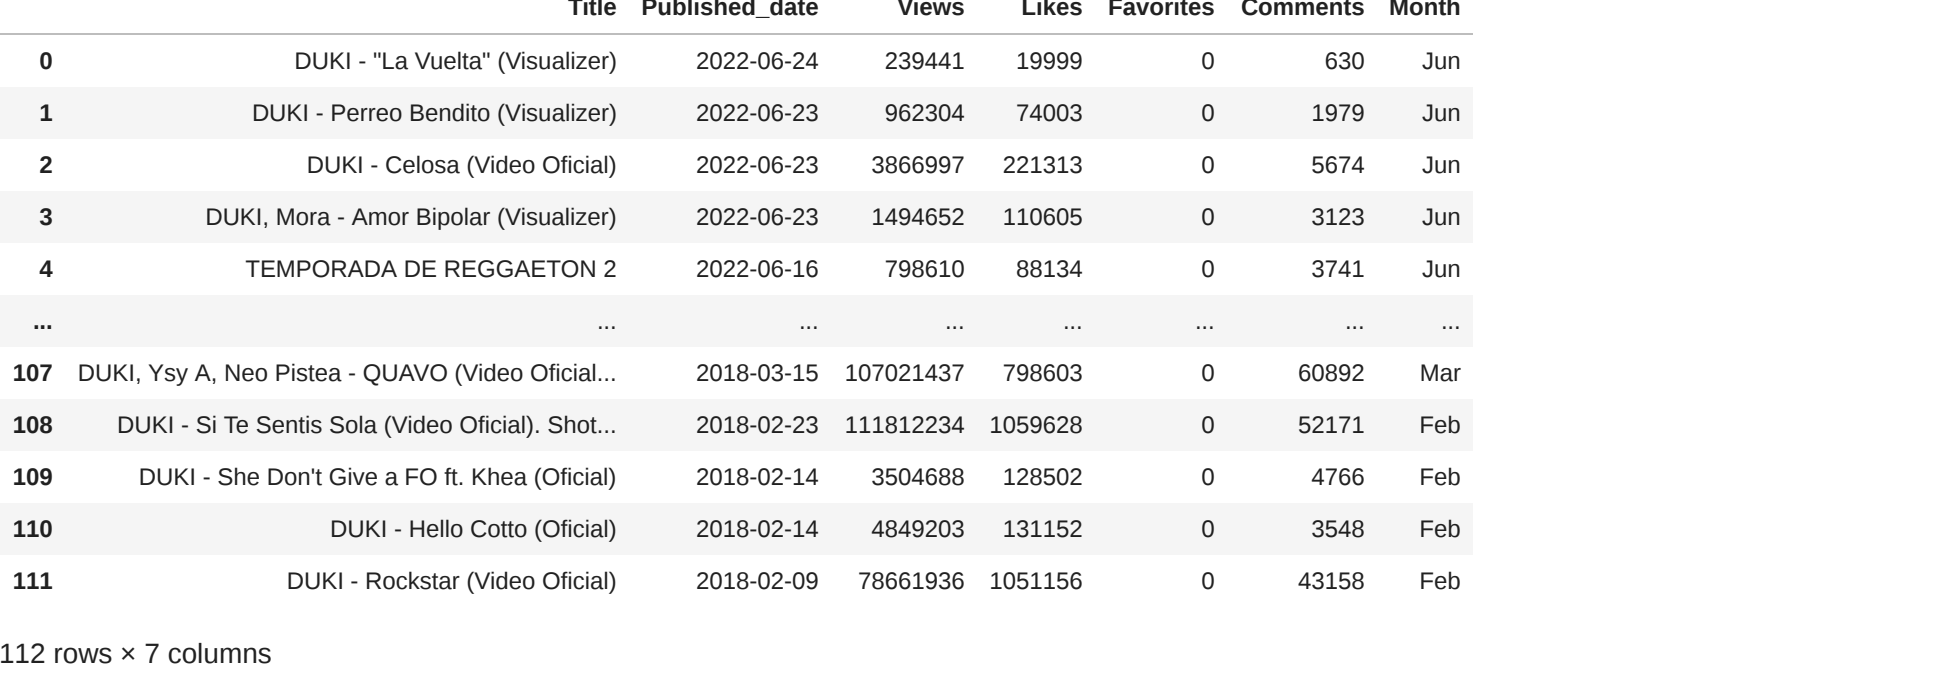 Title Published_date Views Likes Favorites Comments Month
0 DUKI - "La Vuelta" (Visualizer) 2022-06-24 239441 19999 0 630 Jun
1 DUKI - Perreo Bendito (Visualizer) 2022-06-23 962304 74003 0 1979 Jun
2 DUKI - Celosa (Video Oficial) 2022-06-23 3866997 221313 0 5674 Jun
3 DUKI, Mora - Amor Bipolar (Visualizer) 2022-06-23 1494652 110605 0 3123 Jun
4 TEMPORADA DE REGGAETON 2 2022-06-16 798610 88134 0 3741 Jun
... ... ... ... ... ... ... ...
107 DUKI, Ysy A, Neo Pistea - QUAVO (Video Oficial... 2018-03-15 107021437 798603 0 60892 Mar
108 DUKI - Si Te Sentis Sola (Video Oficial). Shot... 2018-02-23 111812234 1059628 0 52171 Feb
109 DUKI - She Don't Give a FO ft. Khea (Oficial) 2018-02-14 3504688 128502 0 4766 Feb
110 DUKI - Hello Cotto (Oficial) 2018-02-14 4849203 131152 0 3548 Feb
111 DUKI - Rockstar (Video Oficial) 2018-02-09 78661936 1051156 0 43158 Feb
112 rows × 7 columns